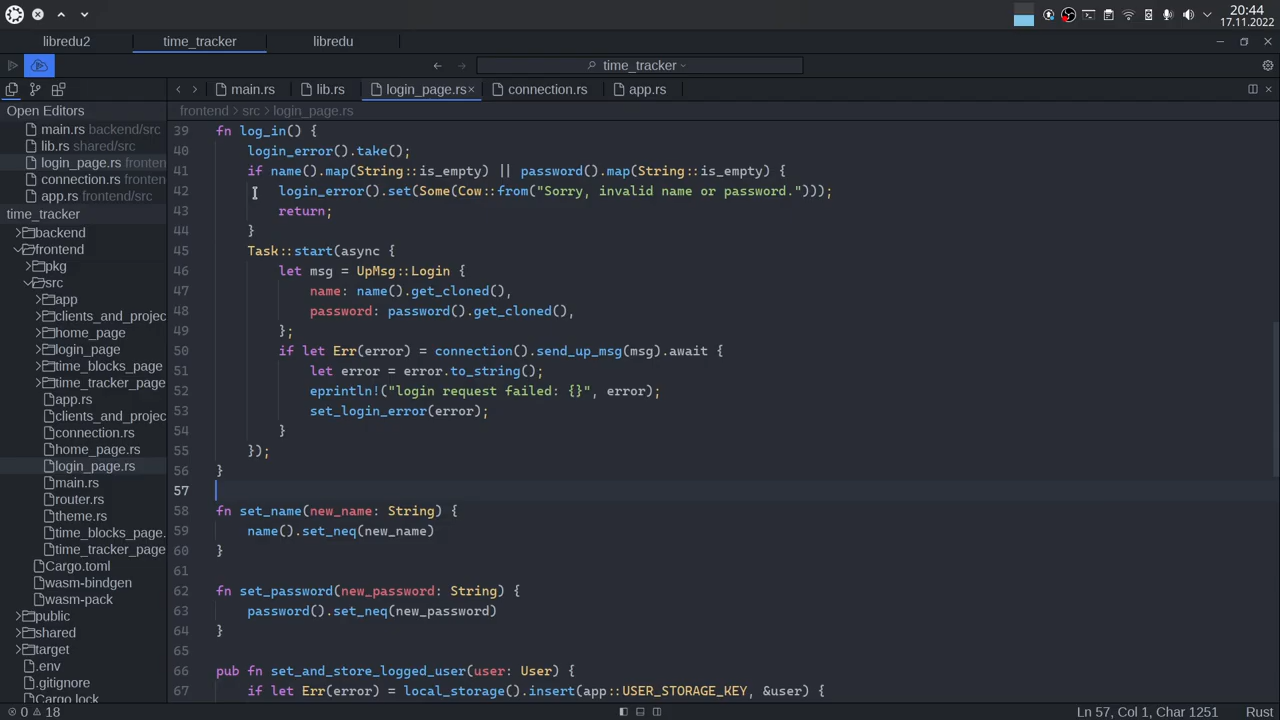 20:44
17.11.2022
libredu2
time_tracker
libredu
time_tracker
main.rs
lib.rs
login_page.rs×
connection.rs
app.rs
Open Editors
frontend > src > login_page.rs
main.rs backend/src
lib.rs shared/src
login_page.rs fronten
connection.rs fronten
app.rs frontend/src
time_tracker
backend
frontend
pkg
src
app
clients_and_projec
home_page
login_page
time_blocks_page
time_tracker_page
app.rs
clients_and_projec
connection.rs
home_page.rs
login_page.rs
main.rs
router.rs
theme.rs
time_blocks_page.
time_tracker_page
Cargo.toml
wasm-bindgen
wasm-pack
public
shared
target
.env
.gitignore
Cargo.lock
39 fn log_in() {
40 login_error().take();
41 if name().map(String::is_empty) || password().map(String::is_empty) {
42 login_error().set(Some(Cow::from("Sorry, invalid name or password.")));
43 return;
44 }
45 Task::start(async {
46 let msg = UpMsg::Login {
47 name: name().get_cloned(),
48 password: password().get_cloned(),
49 };
50 if let Err(error) = connection().send_up_msg(msg).await {
51 let error = error.to_string();
52 eprintln!("login request failed: {}", error);
53 set_login_error(error);
54 }
55 });
56 }
57
58 fn set_name(new_name: String) {
59 name().set_neq(new_name)
60 }
61
62 fn set_password(new_password: String) {
63 password().set_neq(new_password)
64 }
65
66 pub fn set_and_store_logged_user(user: User) {
67 if let Err(error) = local_storage().insert(app::USER_STORAGE_KEY, &user) {
0 18
Ln 57, Col 1, Char 1251
Rust